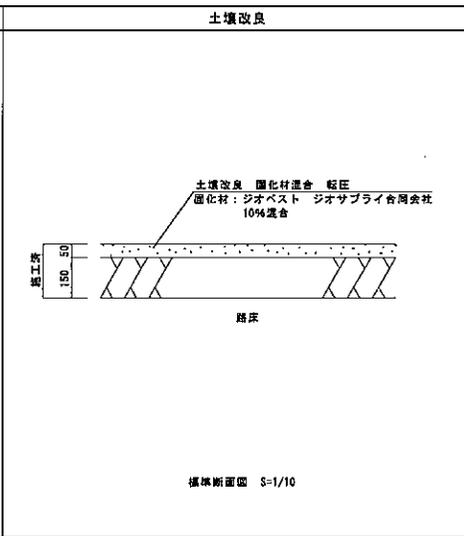 土壌改良
土壌改良 固化材混合 転圧
固化材：ジオベスト ジオサプライ合同会社
10%混合
施工済
50
150
路床
標準断面図 S=1/10